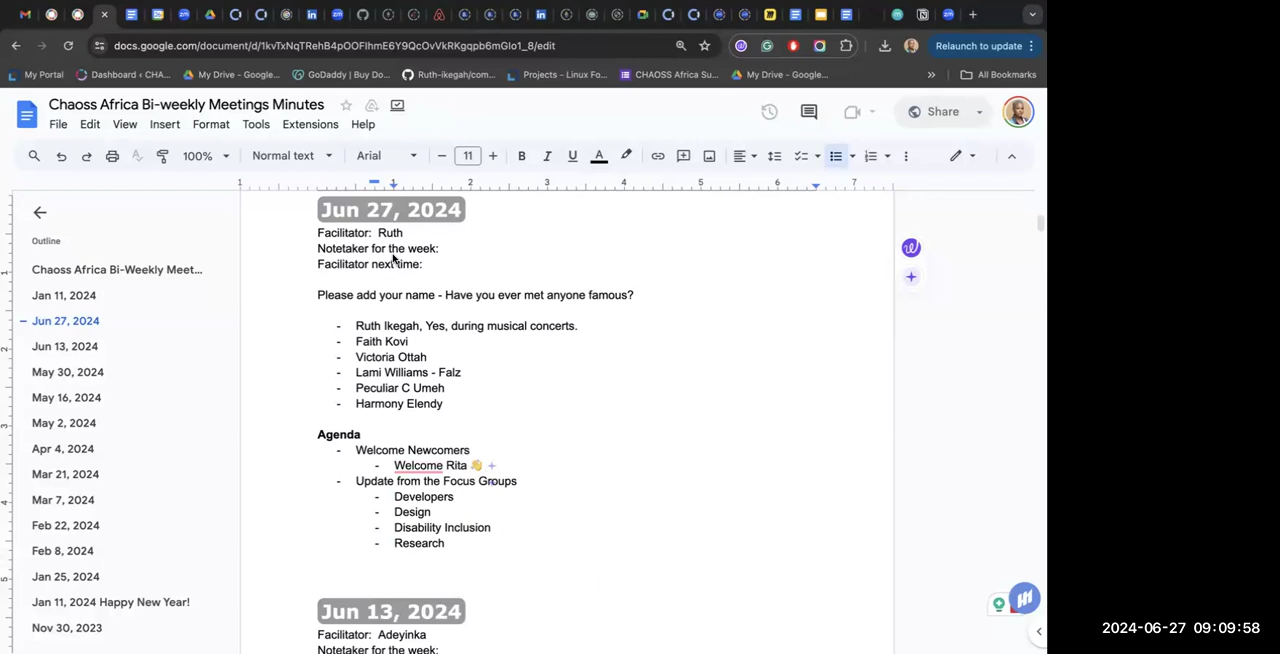 docs.google.com/document/d/1kvTxNqTRehB4pOOFlhmE6Y9QcOvVkRKgqpb6mGlo1_8/edit
Relaunch to update
My Portal
Dashboard ‹ CHA...
My Drive - Google...
GoDaddy | Buy Do...
Ruth-ikegah/com...
Projects - Linux Fo...
CHAOSS Africa Su...
My Drive - Google...
»
All Bookmarks
Chaoss Africa Bi-weekly Meetings Minutes
File Edit View Insert Format Tools Extensions Help
Share
100%
Normal text
Arial
11
B I U A
1 1 2 3 4 5 6 7
Outline
Chaoss Africa Bi-Weekly Meet...
Jan 11, 2024
Jun 27, 2024
Jun 13, 2024
May 30, 2024
May 16, 2024
May 2, 2024
Apr 4, 2024
Mar 21, 2024
Mar 7, 2024
Feb 22, 2024
Feb 8, 2024
Jan 25, 2024
Jan 11, 2024 Happy New Year!
Nov 30, 2023
Jun 27, 2024
Facilitator: Ruth
Notetaker for the week:
Facilitator next time:
Please add your name - Have you ever met anyone famous?
- Ruth Ikegah, Yes, during musical concerts.
- Faith Kovi
- Victoria Ottah
- Lami Williams - Falz
- Peculiar C Umeh
- Harmony Elendy
Agenda
- Welcome Newcomers
- Welcome Rita 👋
- Update from the Focus Groups
- Developers
- Design
- Disability Inclusion
- Research
Jun 13, 2024
Facilitator: Adeyinka
Notetaker for the week:
2024-06-27 09:09:58